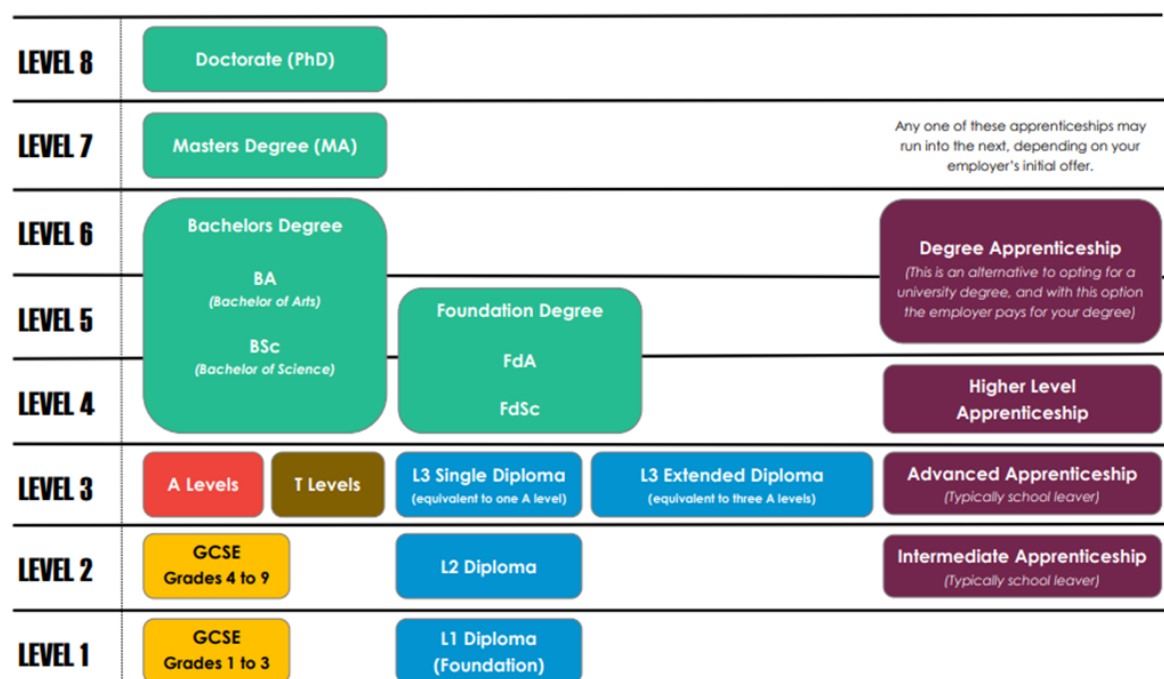 LEVEL 8
Doctorate (PhD)
LEVEL 7
Masters Degree (MA)
Any one of these apprenticeships may
run into the next, depending on your
employer's initial offer.
LEVEL 6
Bachelors Degree
BA
(Bachelor of Arts)
BSc
(Bachelor of Science)
Degree Apprenticeship
(This is an alternative to opting for a
university degree, and with this option
the employer pays for your degree)
LEVEL 5
Foundation Degree
FdA
FdSc
LEVEL 4
Higher Level
Apprenticeship
LEVEL 3
A Levels
T Levels
L3 Single Diploma
(equivalent to one A level)
L3 Extended Diploma
(equivalent to three A levels)
Advanced Apprenticeship
(Typically school leaver)
LEVEL 2
GCSE
Grades 4 to 9
L2 Diploma
Intermediate Apprenticeship
(Typically school leaver)
LEVEL 1
GCSE
Grades 1 to 3
L1 Diploma
(Foundation)